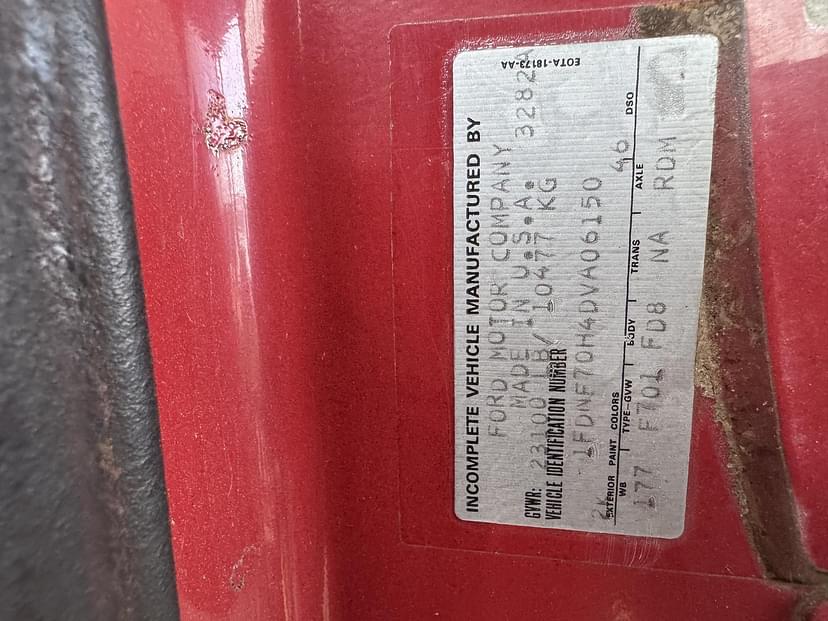 EOTA-18173-AA
INCOMPLETE VEHICLE MANUFACTURED BY
FORD MOTOR COMPANY
MADE IN U.S.A.
GVWR: 23100 LB/ 10477 KG
VEHICLE IDENTIFICATION NUMBER
1FDNF70H4DVA06150
2K 46
EXTERIOR PAINT COLORS DSO
WB TYPE-GVW BODY TRANS AXLE
177 F701 FD8 NA RDM